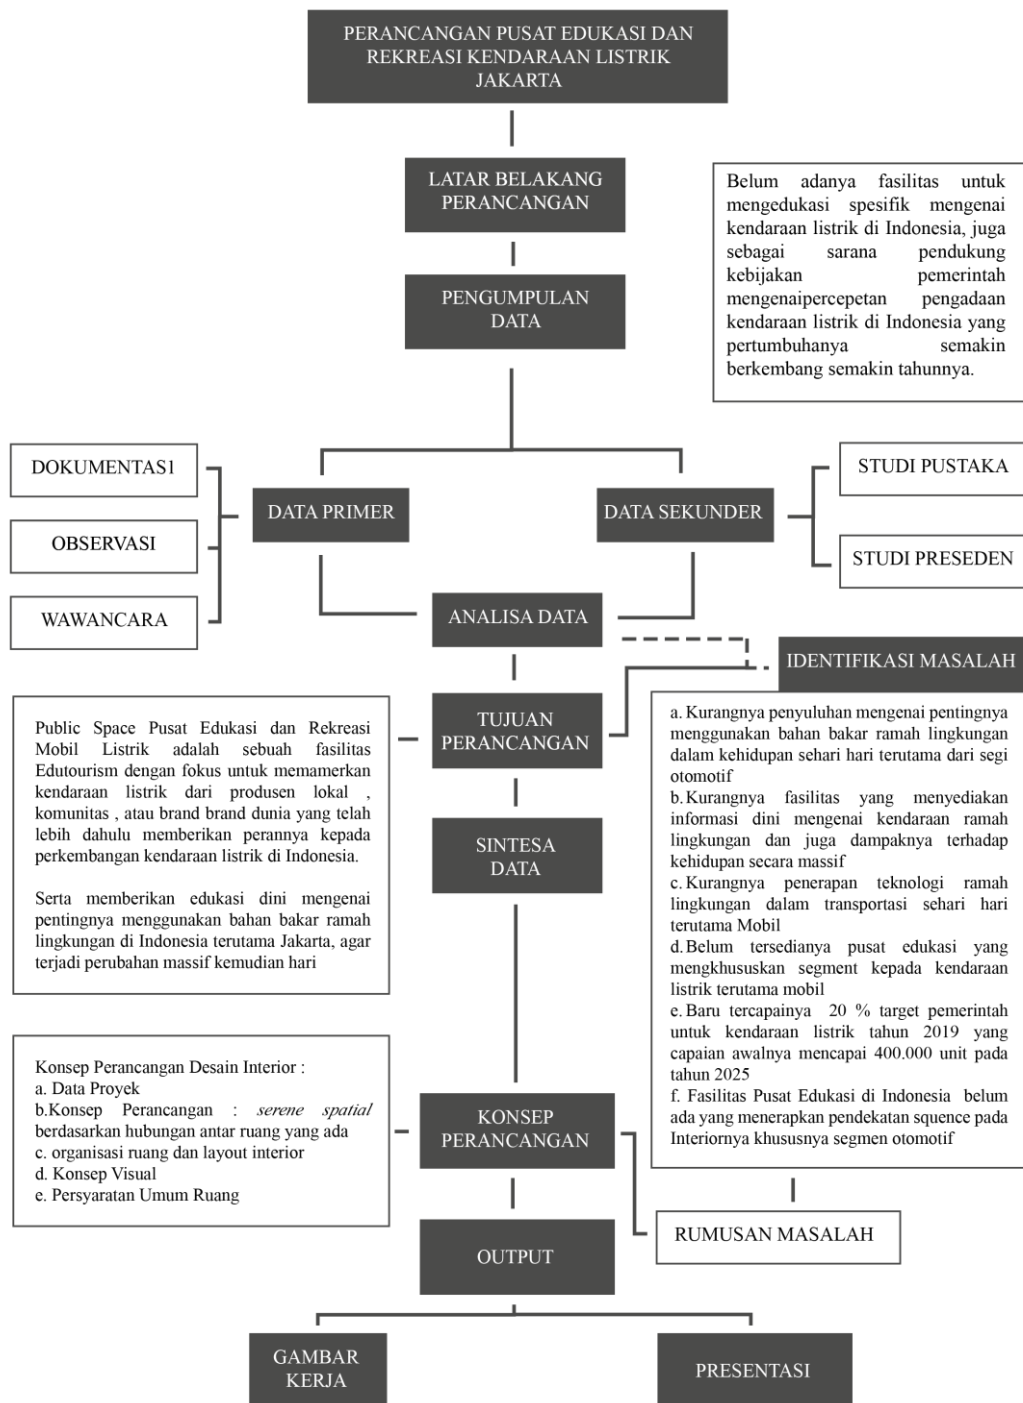 PERANCANGAN PUSAT EDUKASI DAN
REKREASI KENDARAAN LISTRIK
JAKARTA
LATAR BELAKANG
PERANCANGAN
Belum adanya fasilitas untuk
mengedukasi spesifik mengenai
kendaraan listrik di Indonesia, juga
sebagai sarana pendukung
kebijakan pemerintah
mengenaipercepetan pengadaan
kendaraan listrik di Indonesia yang
pertumbuhanya semakin
berkembang semakin tahunnya.
PENGUMPULAN
DATA
DOKUMENTAS1
OBSERVASI
WAWANCARA
DATA PRIMER
DATA SEKUNDER
STUDI PUSTAKA
STUDI PRESEDEN
ANALISA DATA
IDENTIFIKASI MASALAH
a. Kurangnya penyuluhan mengenai pentingnya
menggunakan bahan bakar ramah lingkungan
dalam kehidupan sehari hari terutama dari segi
otomotif
b. Kurangnya fasilitas yang menyediakan
informasi dini mengenai kendaraan ramah
lingkungan dan juga dampaknya terhadap
kehidupan secara massif
c. Kurangnya penerapan teknologi ramah
lingkungan dalam transportasi sehari hari
terutama Mobil
d. Belum tersedianya pusat edukasi yang
mengkhususkan segment kepada kendaraan
listrik terutama mobil
e. Baru tercapainya 20 % target pemerintah
untuk kendaraan listrik tahun 2019 yang
capaian awalnya mencapai 400.000 unit pada
tahun 2025
f. Fasilitas Pusat Edukasi di Indonesia belum
ada yang menerapkan pendekatan squence pada
Interiornya khususnya segmen otomotif
TUJUAN
PERANCANGAN
Public Space Pusat Edukasi dan Rekreasi
Mobil Listrik adalah sebuah fasilitas
Edutourism dengan fokus untuk memamerkan
kendaraan listrik dari produsen lokal ,
komunitas , atau brand brand dunia yang telah
lebih dahulu memberikan perannya kepada
perkembangan kendaraan listrik di Indonesia.
Serta memberikan edukasi dini mengenai
pentingnya menggunakan bahan bakar ramah
lingkungan di Indonesia terutama Jakarta, agar
terjadi perubahan massif kemudian hari
SINTESA
DATA
Konsep Perancangan Desain Interior :
a. Data Proyek
b.Konsep Perancangan : serene spatial
berdasarkan hubungan antar ruang yang ada
c. organisasi ruang dan layout interior
d. Konsep Visual
e. Persyaratan Umum Ruang
KONSEP
PERANCANGAN
RUMUSAN MASALAH
OUTPUT
GAMBAR
KERJA
PRESENTASI